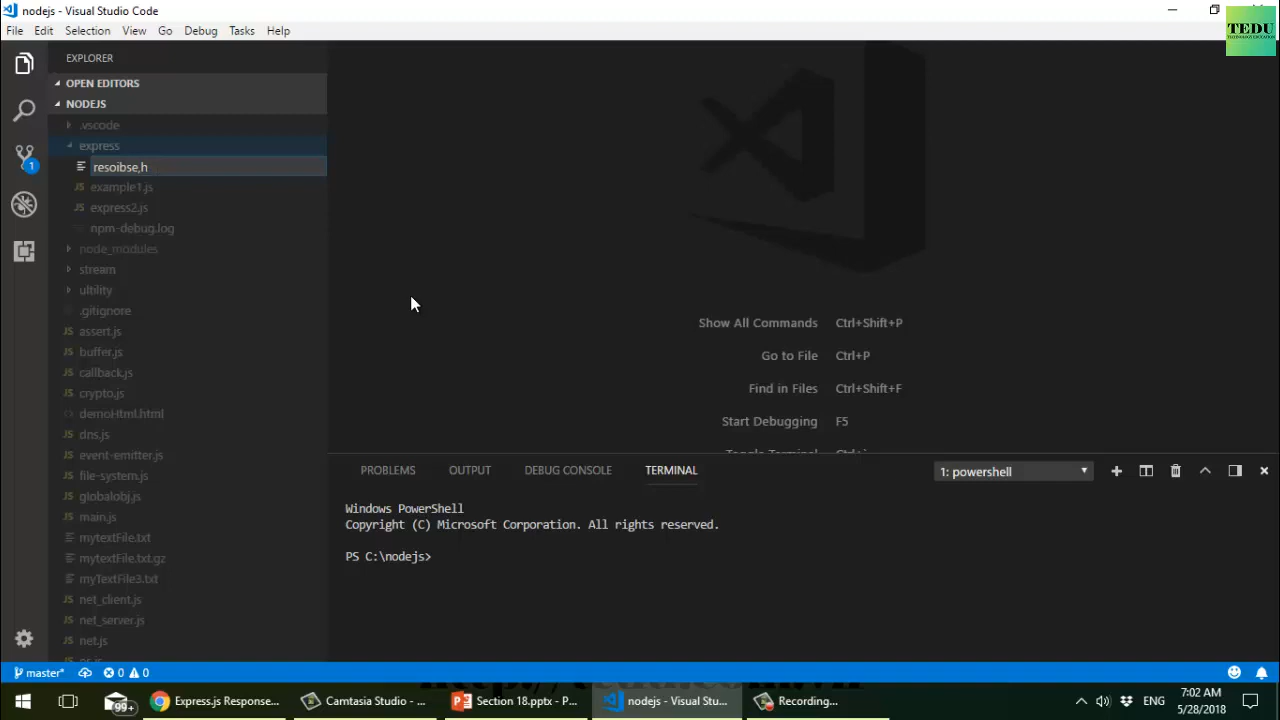 nodejs - Visual Studio Code
TEDU
File Edit Selection View Go Debug Tasks Help
EXPLORER
OPEN EDITORS
NODEJS
.vscode
express
resoibse,h
example1.js
express2.js
npm-debug.log
node_modules
stream
ultility
.gitignore
assert.js
buffer.js
callback.js
crypto.js
demoHtml.html
dns.js
event-emitter.js
file-system.js
globalobj.js
main.js
mytextFile.txt
mytextFile.txt.gz
myTextFile3.txt
net_client.js
net_server.js
net.js
Show All Commands Ctrl+Shift+P
Go to File Ctrl+P
Find in Files Ctrl+Shift+F
Start Debugging F5
Toggle Terminal
PROBLEMS OUTPUT DEBUG CONSOLE TERMINAL 1: powershell
Windows PowerShell
Copyright (C) Microsoft Corporation. All rights reserved.
PS C:\nodejs>
1
master* 0 0
99+ Express.js Response... Camtasia Studio - ... Section 18.pptx - P... nodejs - Visual Stu... Recording... ENG 7:02 AM
5/28/2018